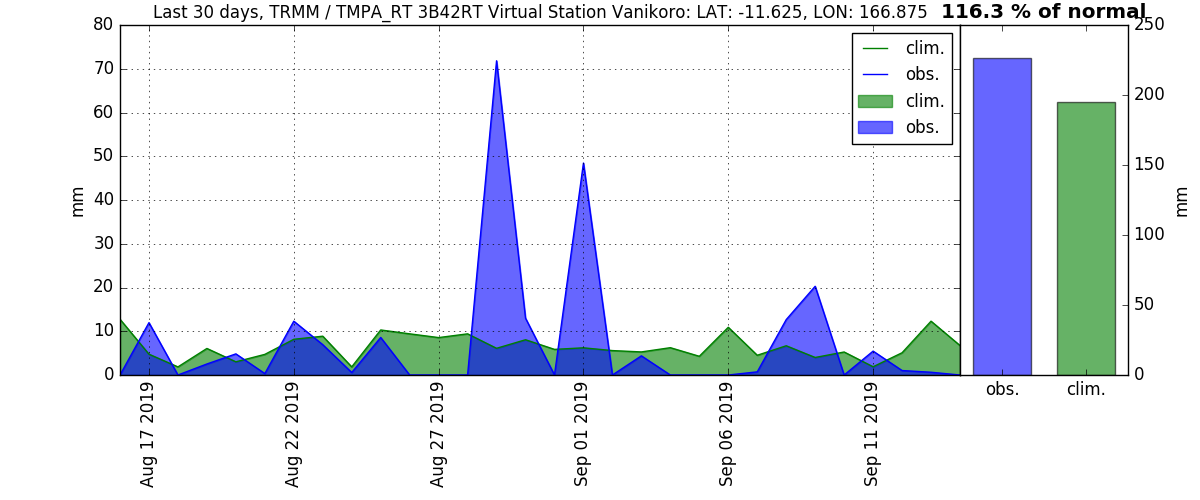 Last 30 days, TRMM / TMPA_RT 3B42RT Virtual Station Vanikoro: LAT: -11.625, LON: 166.875 116.3 % of normal
80
70
60
50
40
30
20
10
0
mm
clim.
obs.
clim.
obs.
Aug 17 2019
Aug 22 2019
Aug 27 2019
Sep 01 2019
Sep 06 2019
Sep 11 2019
250
200
150
100
50
0
mm
obs. clim.